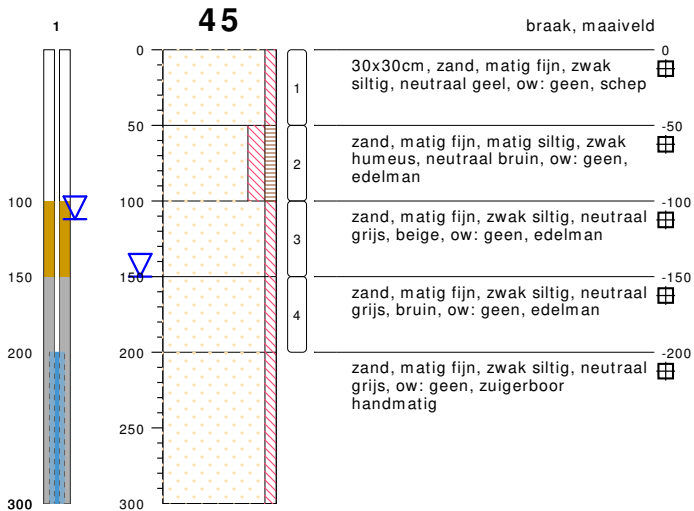 1
45
braak, maaiveld
0
0
30x30cm, zand, matig fijn, zwak
siltig, neutraal geel, ow: geen, schep
1
50
-50
zand, matig fijn, matig siltig, zwak
humeus, neutraal bruin, ow: geen,
edelman
2
100
100
-100
zand, matig fijn, zwak siltig, neutraal
grijs, beige, ow: geen, edelman
3
150
150
-150
zand, matig fijn, zwak siltig, neutraal
grijs, bruin, ow: geen, edelman
4
200
200
-200
zand, matig fijn, zwak siltig, neutraal
grijs, ow: geen, zuigerboor
handmatig
250
250
300
300